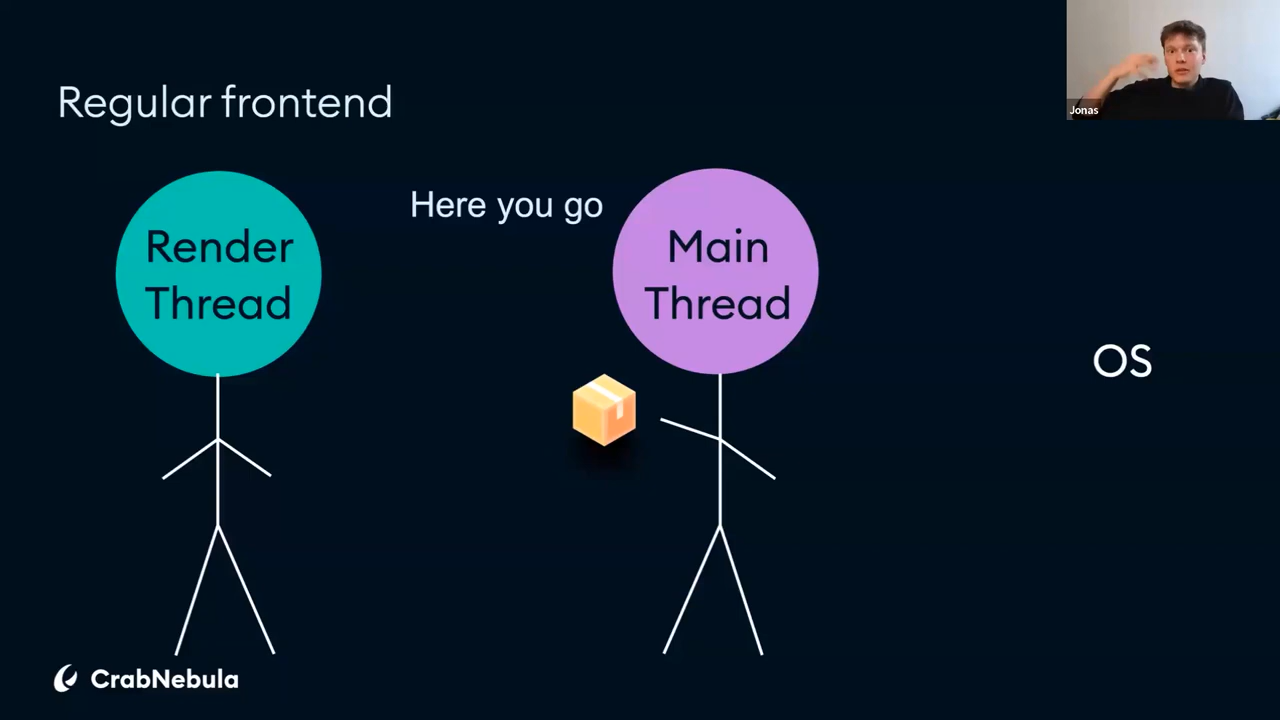 Regular frontend
Jonas
Here you go
Render
Thread
Main
Thread
OS
CrabNebula